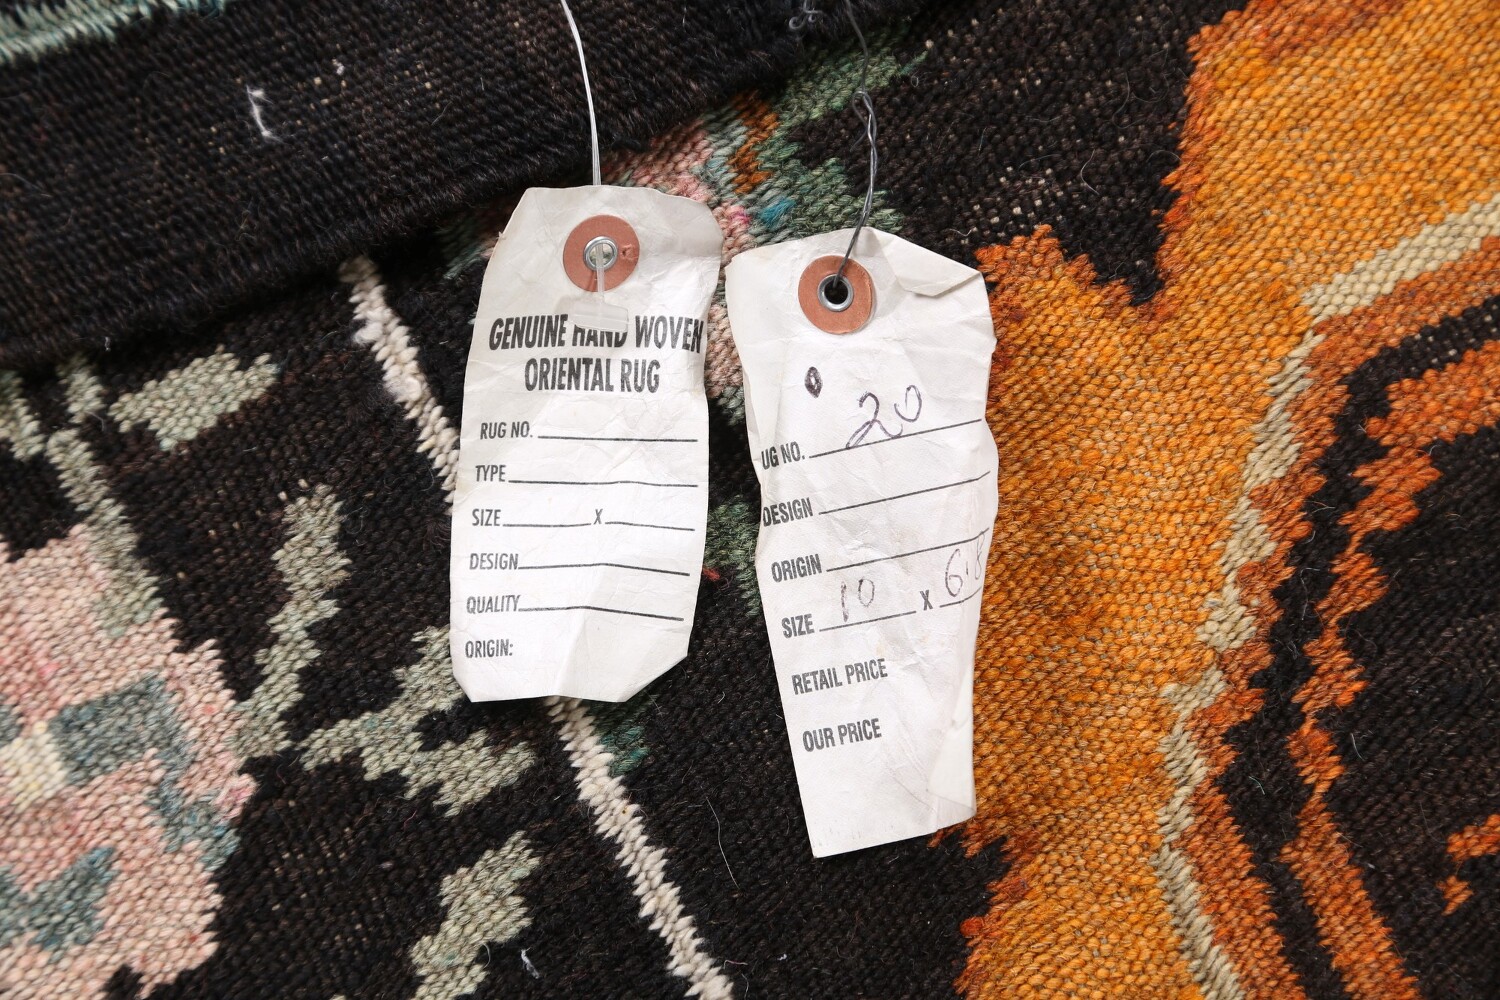 GENUINE HAND WOVEN
ORIENTAL RUG
RUG NO.
TYPE
SIZE X
DESIGN
QUALITY
ORIGIN:
20
UG NO.
DESIGN
ORIGIN
SIZE 10 X 6.8
RETAIL PRICE
OUR PRICE